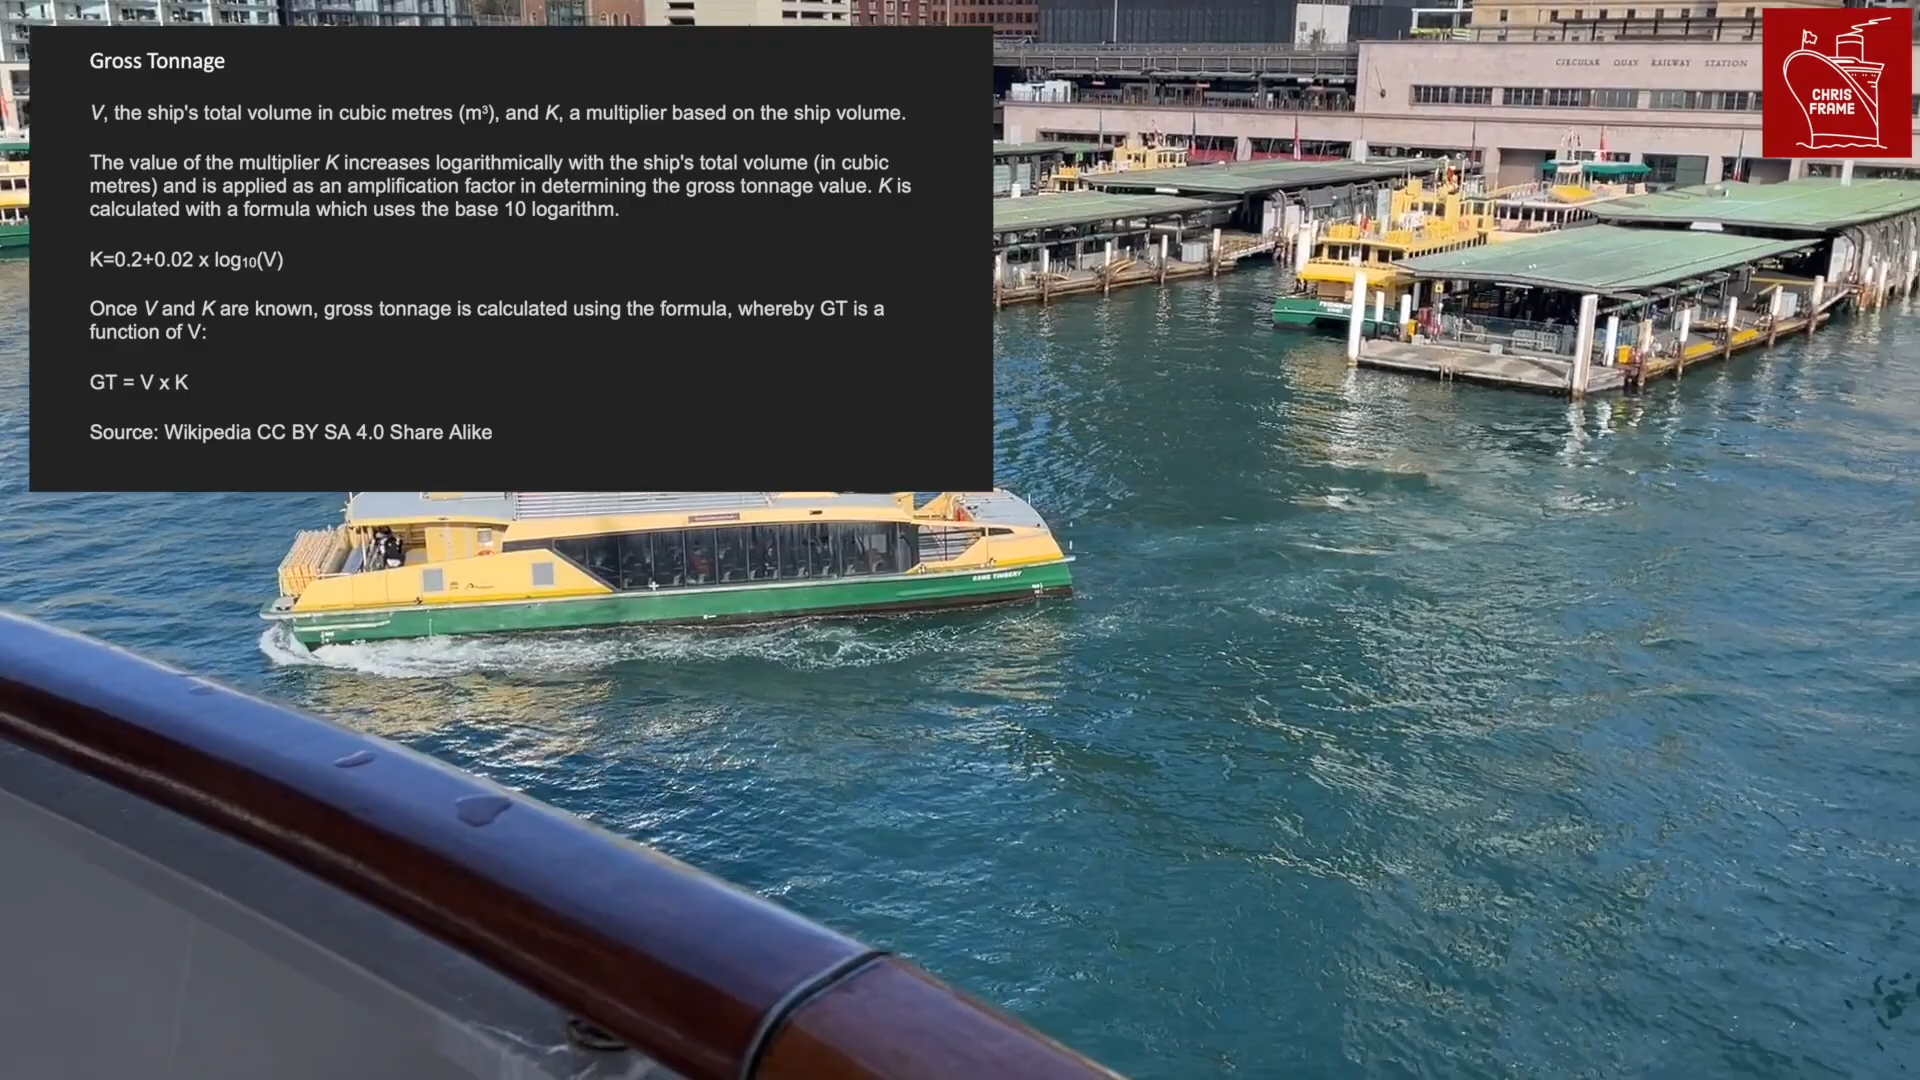 Gross Tonnage
V, the ship's total volume in cubic metres (m³), and K, a multiplier based on the ship volume.
The value of the multiplier K increases logarithmically with the ship's total volume (in cubic
metres) and is applied as an amplification factor in determining the gross tonnage value. K is
calculated with a formula which uses the base 10 logarithm.
K=0.2+0.02 x log₁₀(V)
Once V and K are known, gross tonnage is calculated using the formula, whereby GT is a
function of V:
GT = V x K
Source: Wikipedia CC BY SA 4.0 Share Alike
CIRCULAR QUAY RAILWAY STATION
CHRIS
FRAME